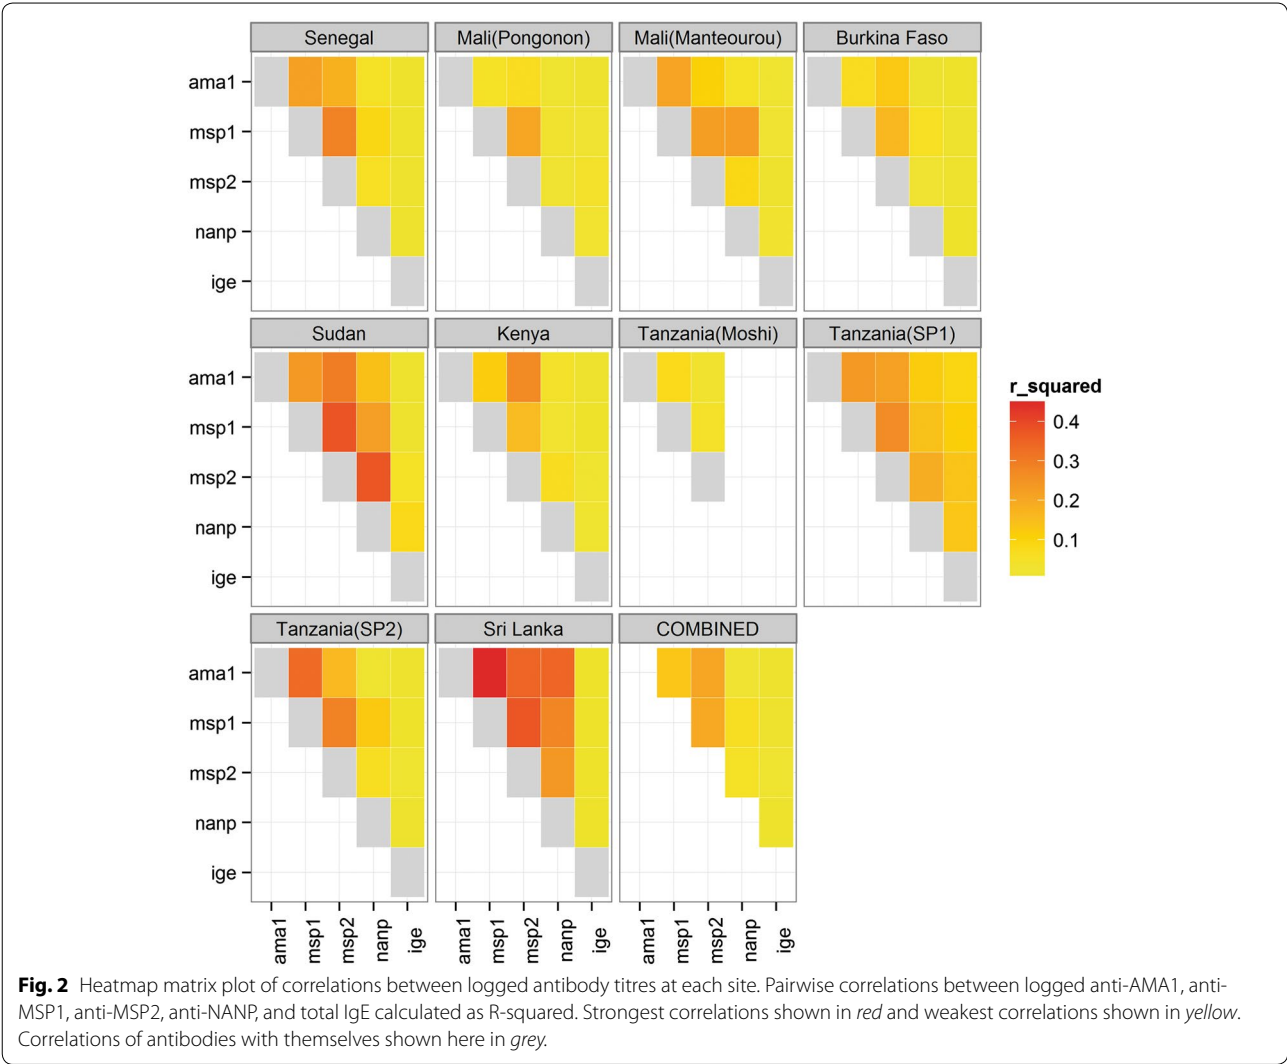 Senegal Mali(Pongonon) Mali(Manteourou) Burkina Faso
ama1
msp1
msp2
nanp
ige
Sudan Kenya Tanzania(Moshi) Tanzania(SP1)
ama1
msp1
msp2
nanp
ige
r_squared
0.4
0.3
0.2
0.1
Tanzania(SP2) Sri Lanka COMBINED
ama1
msp1
msp2
nanp
ige
ama1 msp1 msp2 nanp ige ama1 msp1 msp2 nanp ige ama1 msp1 msp2 nanp ige
Fig. 2 Heatmap matrix plot of correlations between logged antibody titres at each site. Pairwise correlations between logged anti-AMA1, anti-
MSP1, anti-MSP2, anti-NANP, and total IgE calculated as R-squared. Strongest correlations shown in red and weakest correlations shown in yellow.
Correlations of antibodies with themselves shown here in grey.